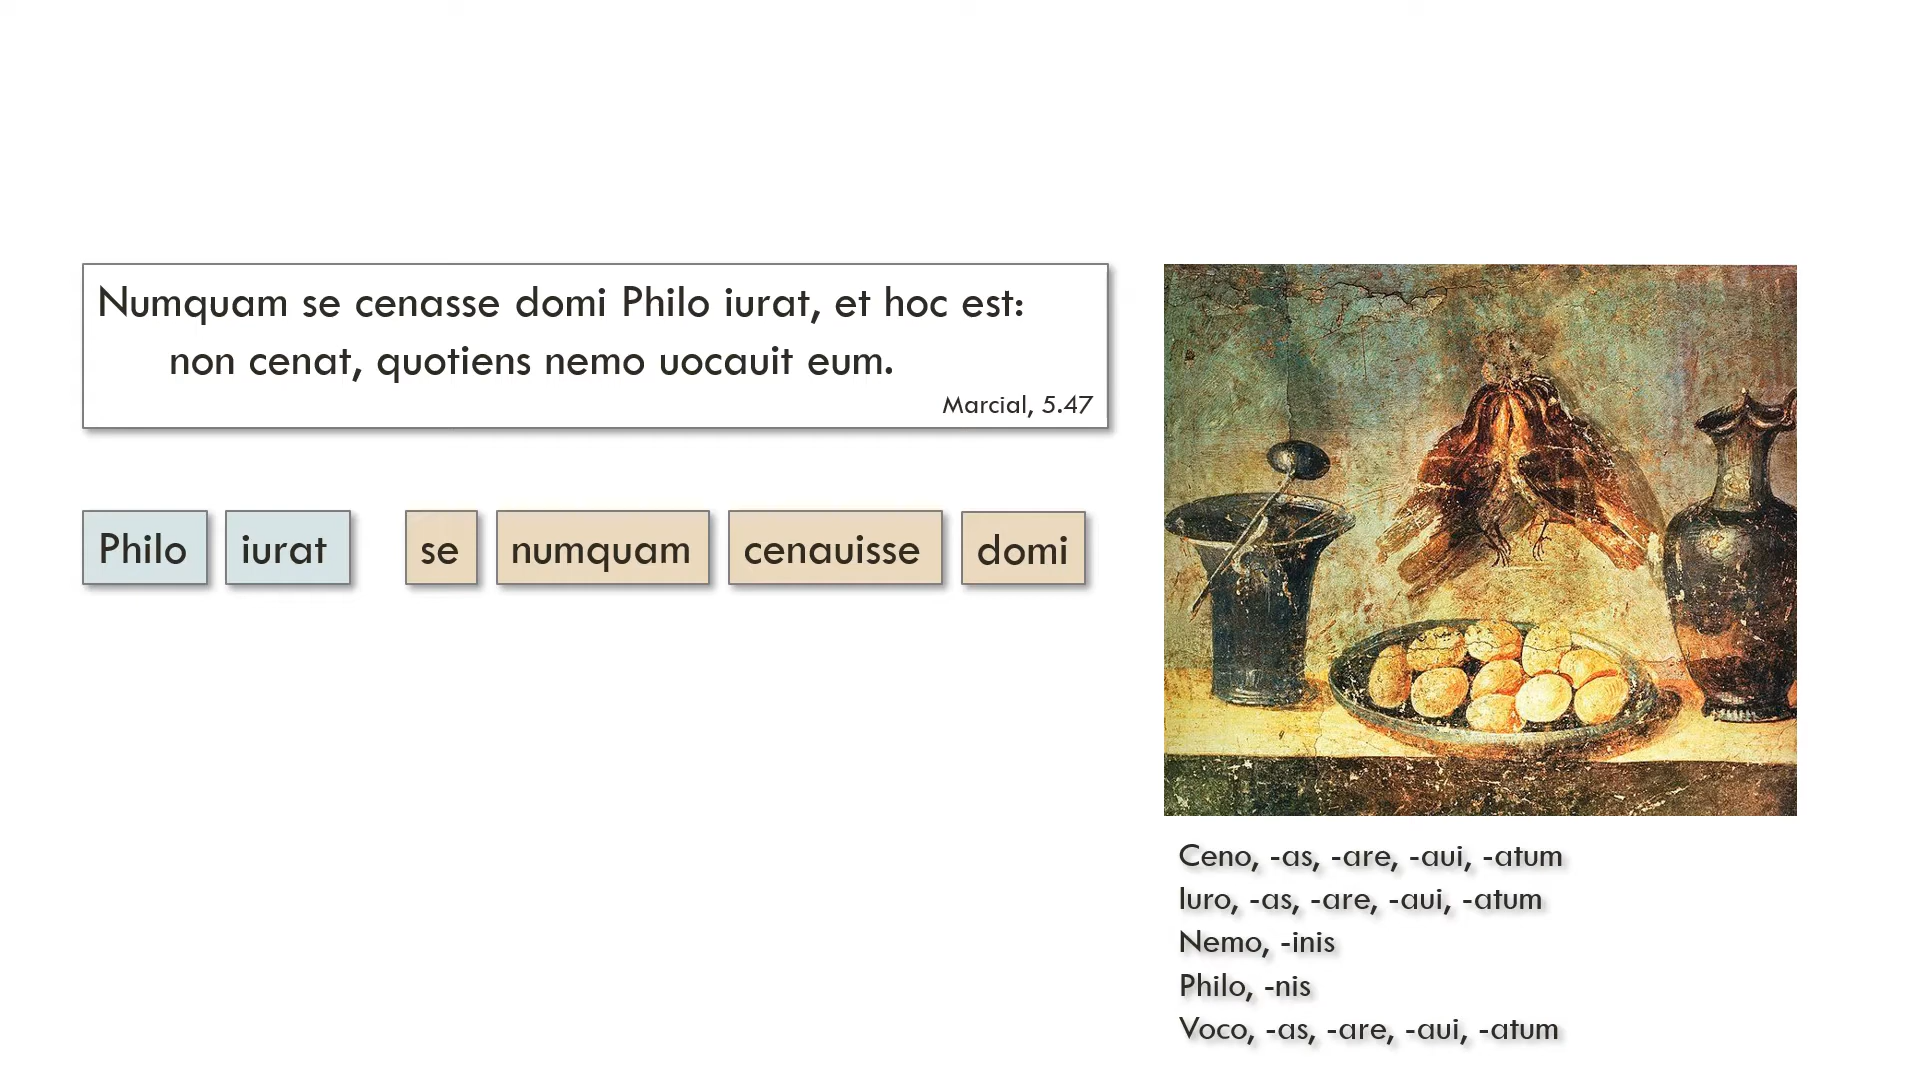 Numquam se cenasse domi Philo iurat, et hoc est:
non cenat, quotiens nemo uocauit eum.
Marcial, 5.47
Philo iurat se numquam cenauisse domi
Ceno, -as, -are, -aui, -atum
Iuro, -as, -are, -aui, -atum
Nemo, -inis
Philo, -nis
Voco, -as, -are, -aui, -atum